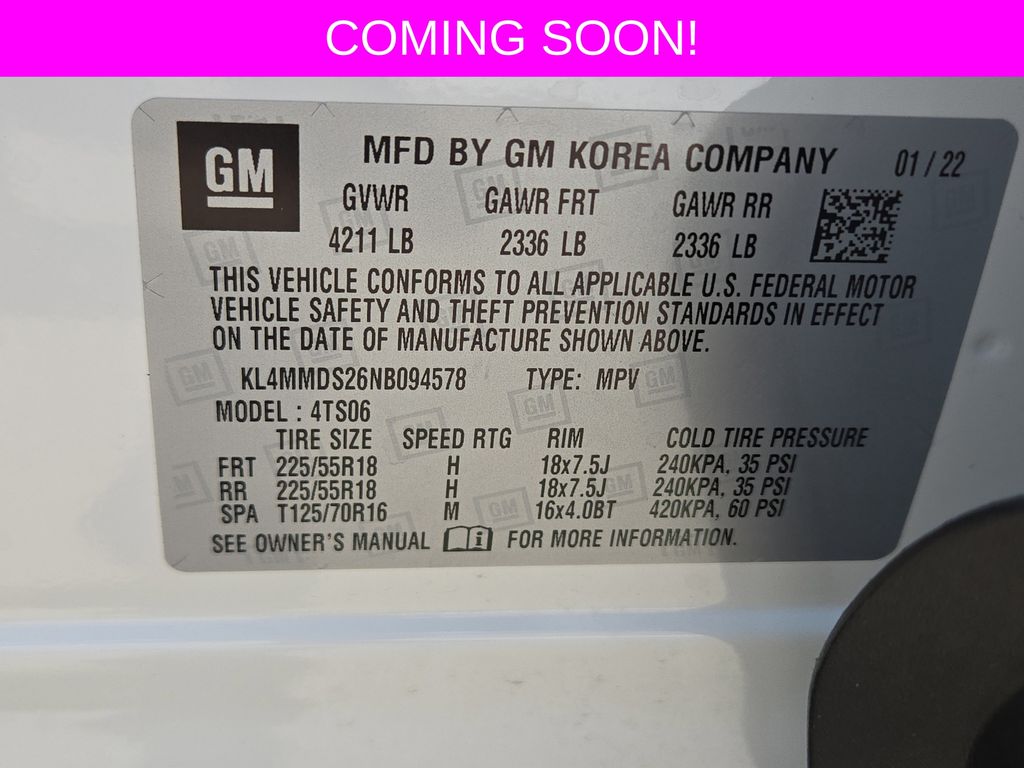 COMING SOON!
GM
MFD BY GM KOREA COMPANY 01 / 22
GVWR GAWR FRT GAWR RR
4211 LB 2336 LB 2336 LB
THIS VEHICLE CONFORMS TO ALL APPLICABLE U.S. FEDERAL MOTOR
VEHICLE SAFETY AND THEFT PREVENTION STANDARDS IN EFFECT
ON THE DATE OF MANUFACTURE SHOWN ABOVE.
KL4MMDS26NB094578 TYPE: MPV
MODEL : 4TS06
TIRE SIZE SPEED RTG RIM COLD TIRE PRESSURE
FRT 225/55R18 H 18x7.5J 240KPA, 35 PSI
RR 225/55R18 H 18x7.5J 240KPA, 35 PSI
SPA T125/70R16 M 16x4.0BT 420KPA, 60 PSI
SEE OWNER'S MANUAL i FOR MORE INFORMATION.